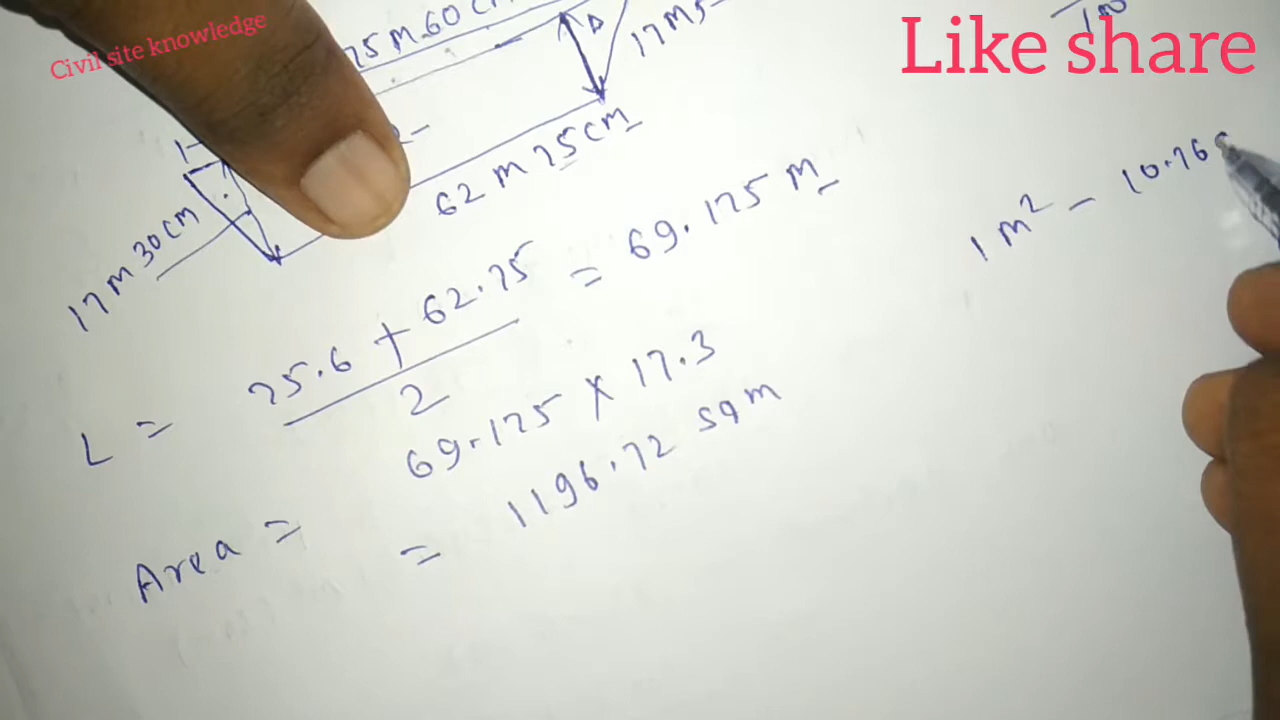 Civil site knowledge
Like share
75 M 60 CM
17 M 5
62 M 75 CM
17 M 30 CM
1 M² - 10.76
L = 75.6 + 62.75 = 69.175 M
2
Area = 69.175 × 17.3
= 1196.72 sqm